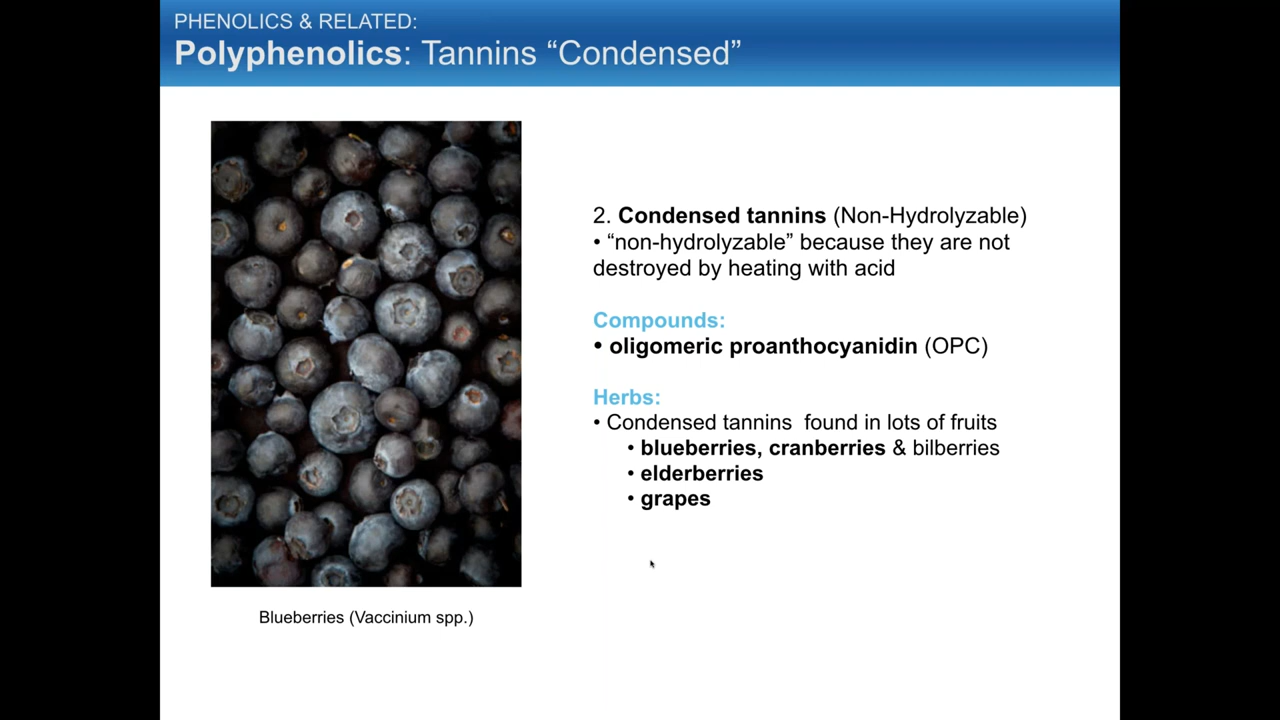 PHENOLICS & RELATED:
Polyphenolics: Tannins “Condensed”
2. Condensed tannins (Non-Hydrolyzable)
• “non-hydrolyzable” because they are not
destroyed by heating with acid
Compounds:
• oligomeric proanthocyanidin (OPC)
Herbs:
• Condensed tannins  found in lots of fruits
• blueberries, cranberries & bilberries
• elderberries
• grapes
Blueberries (Vaccinium spp.)